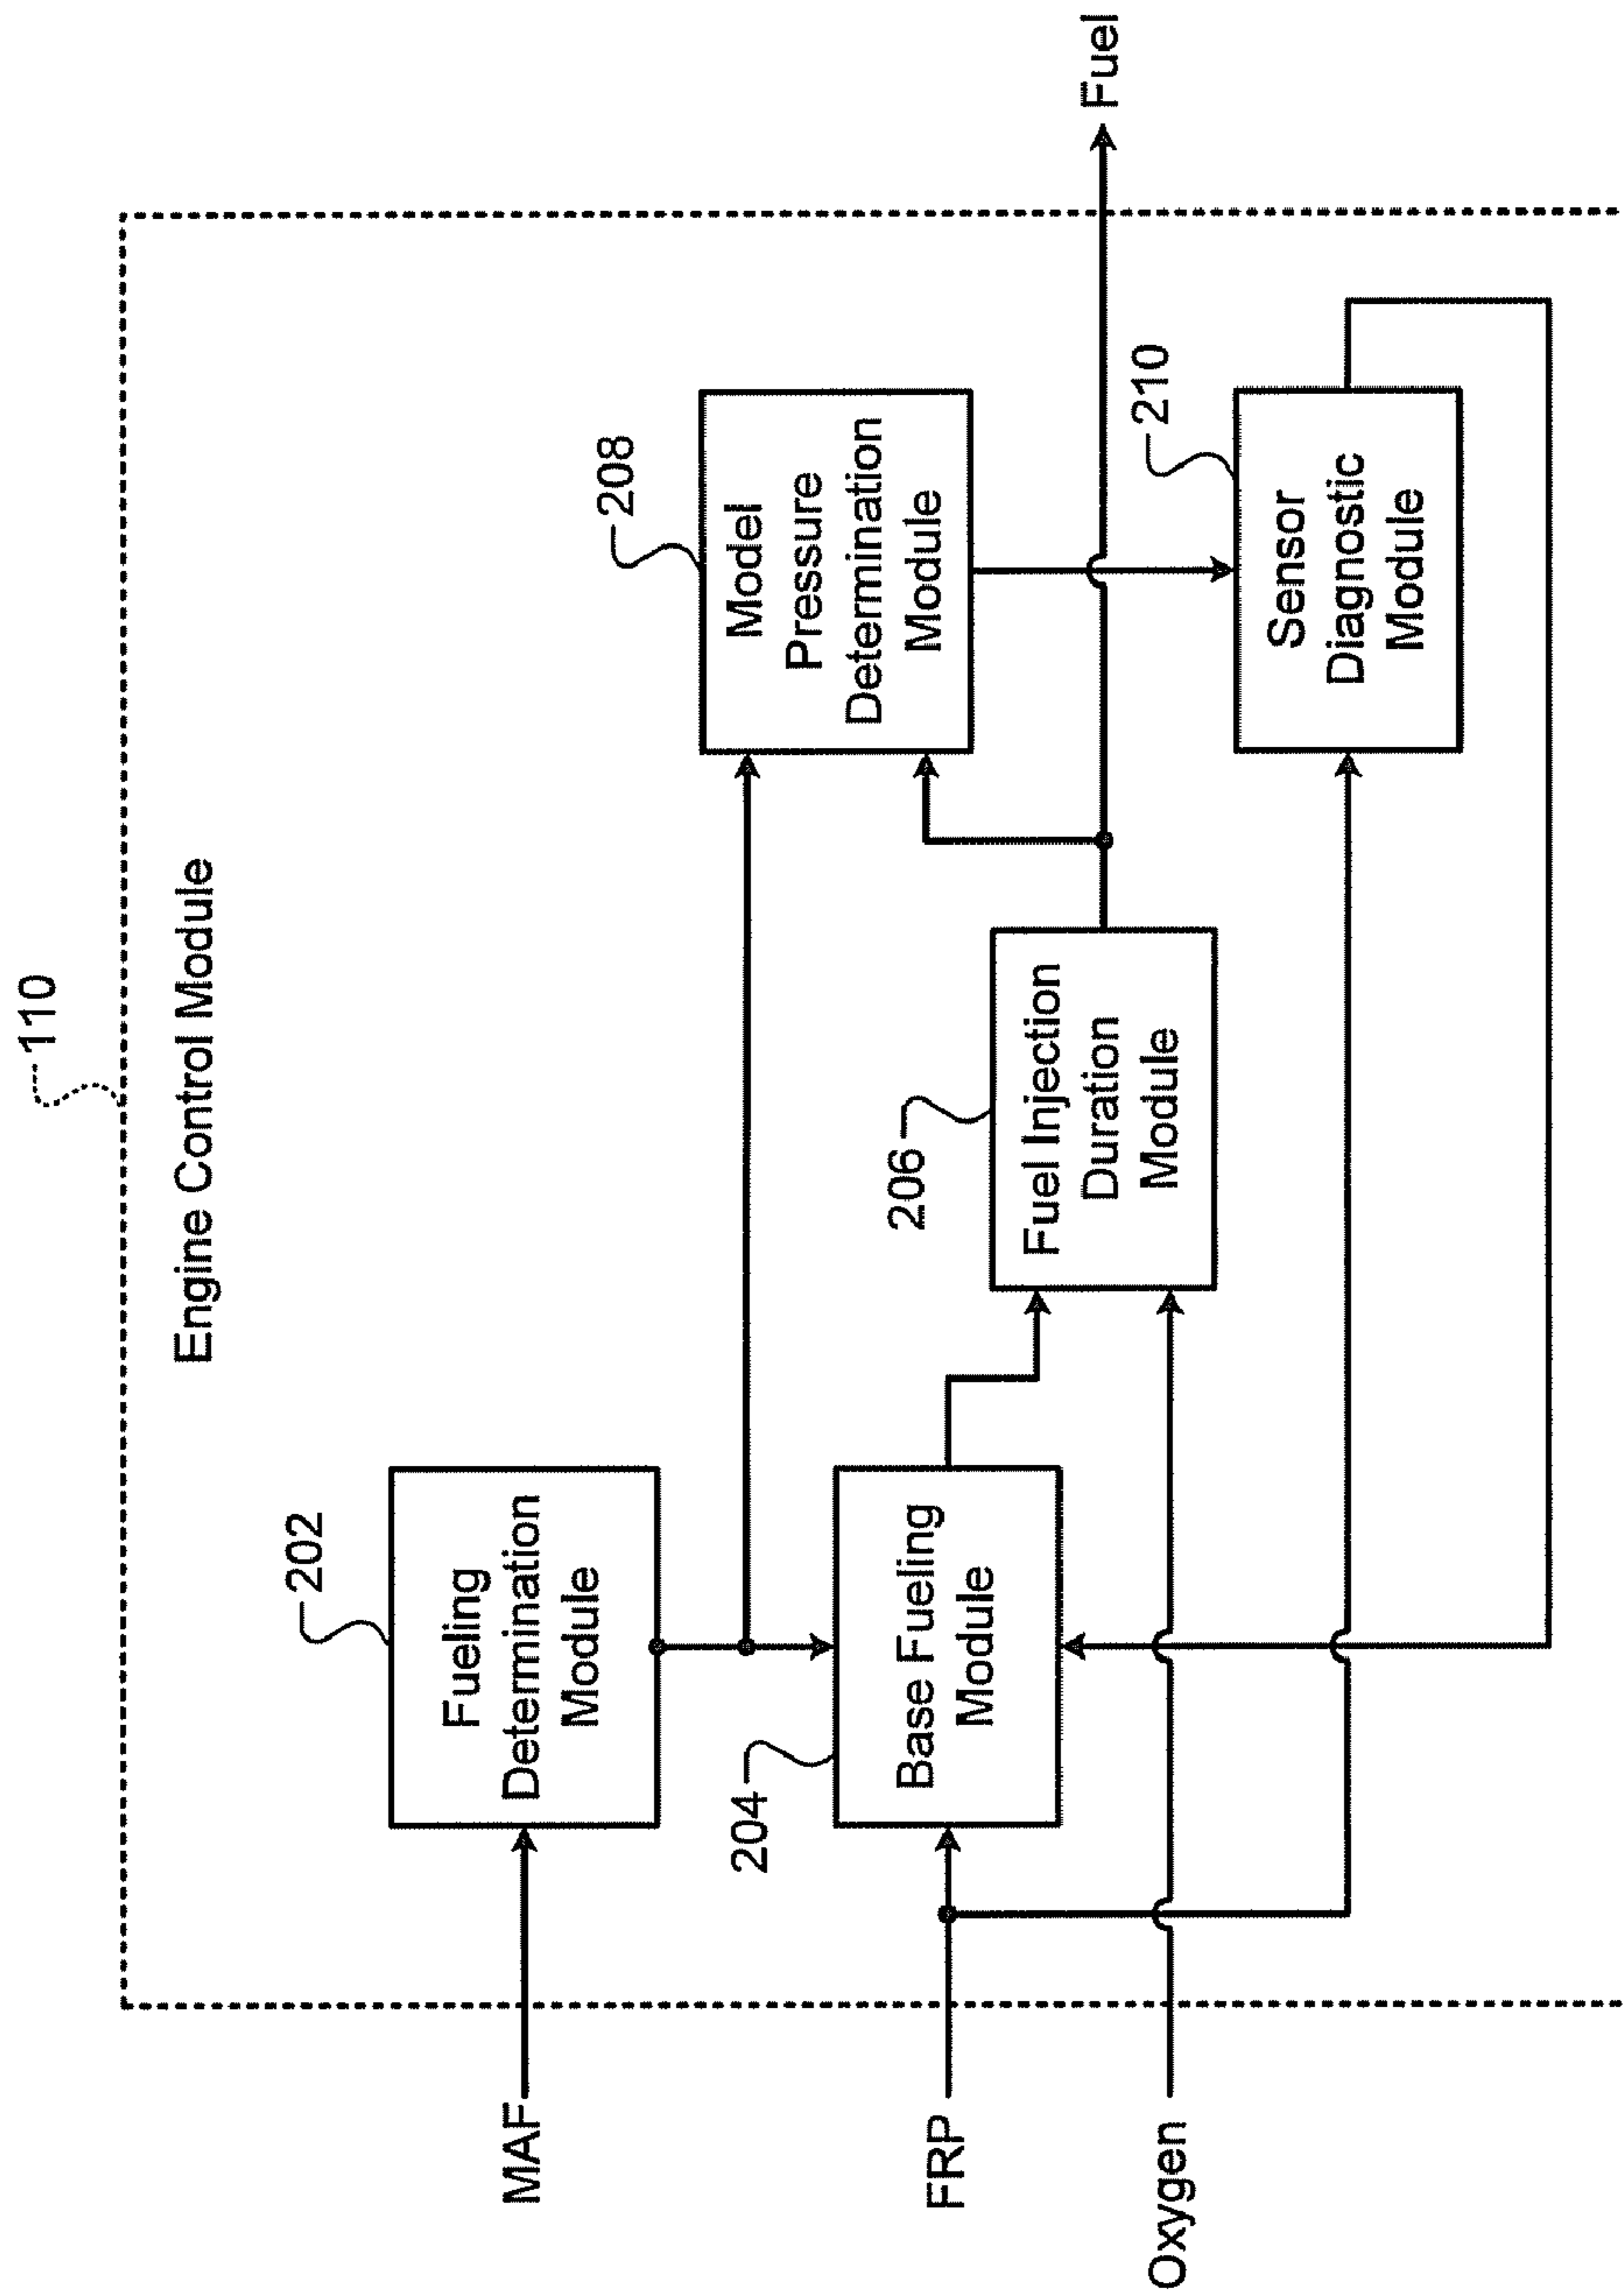 110
Engine Control Module
202
Fueling
Determination
Module
MAF
208
Model
Pressure
Determination
Module
204
Base Fueling
Module
FRP
206
Fuel Injection
Duration
Module
Fuel
Oxygen
210
Sensor
Diagnostic
Module